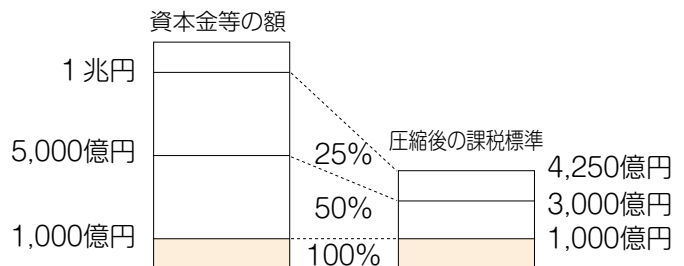 資本金等の額
1兆円
圧縮後の課税標準
5,000億円
25%
4,250億円
50%
3,000億円
1,000億円
100%
1,000億円